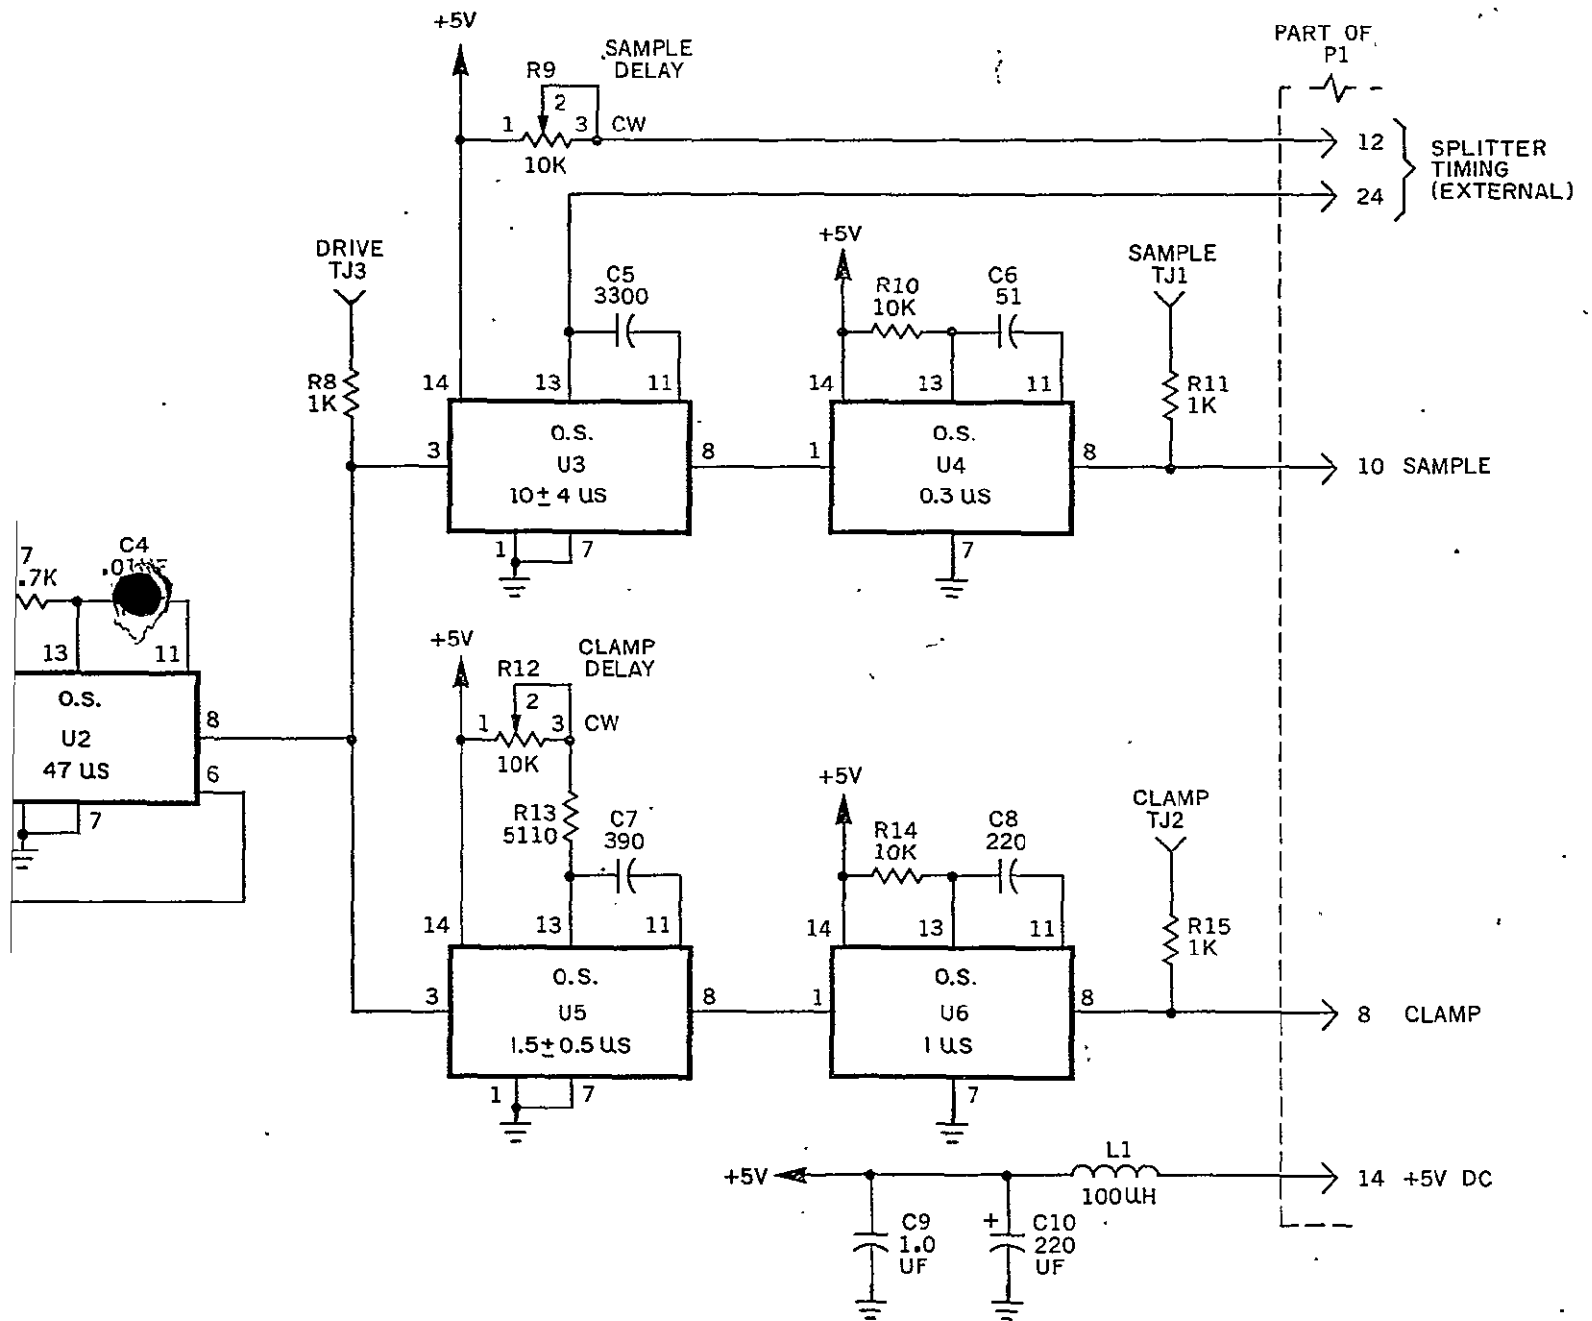 +5V
SAMPLE
DELAY
R9
2
1
3
CW
10K
PART OF
P1
12
24
SPLITTER
TIMING
(EXTERNAL)
DRIVE
TJ3
R8
1K
C5
3300
14
13
11
3
O.S.
U3
10± 4 US
8
1
7
+5V
R10
10K
C6
51
14
13
11
1
O.S.
U4
0.3 US
8
7
SAMPLE
TJ1
R11
1K
10 SAMPLE
7
.7K
C4
13
11
O.S.
U2
47 US
8
6
7
+5V
CLAMP
DELAY
R12
2
1
3
CW
10K
R13
5110
C7
390
14
13
11
3
O.S.
U5
1.5±0.5 US
8
1
7
+5V
R14
10K
C8
220
14
13
11
1
O.S.
U6
1 US
8
7
CLAMP
TJ2
R15
1K
8 CLAMP
+5V
L1
100UH
14 +5V DC
C9
1.0
UF
+
C10
220
UF